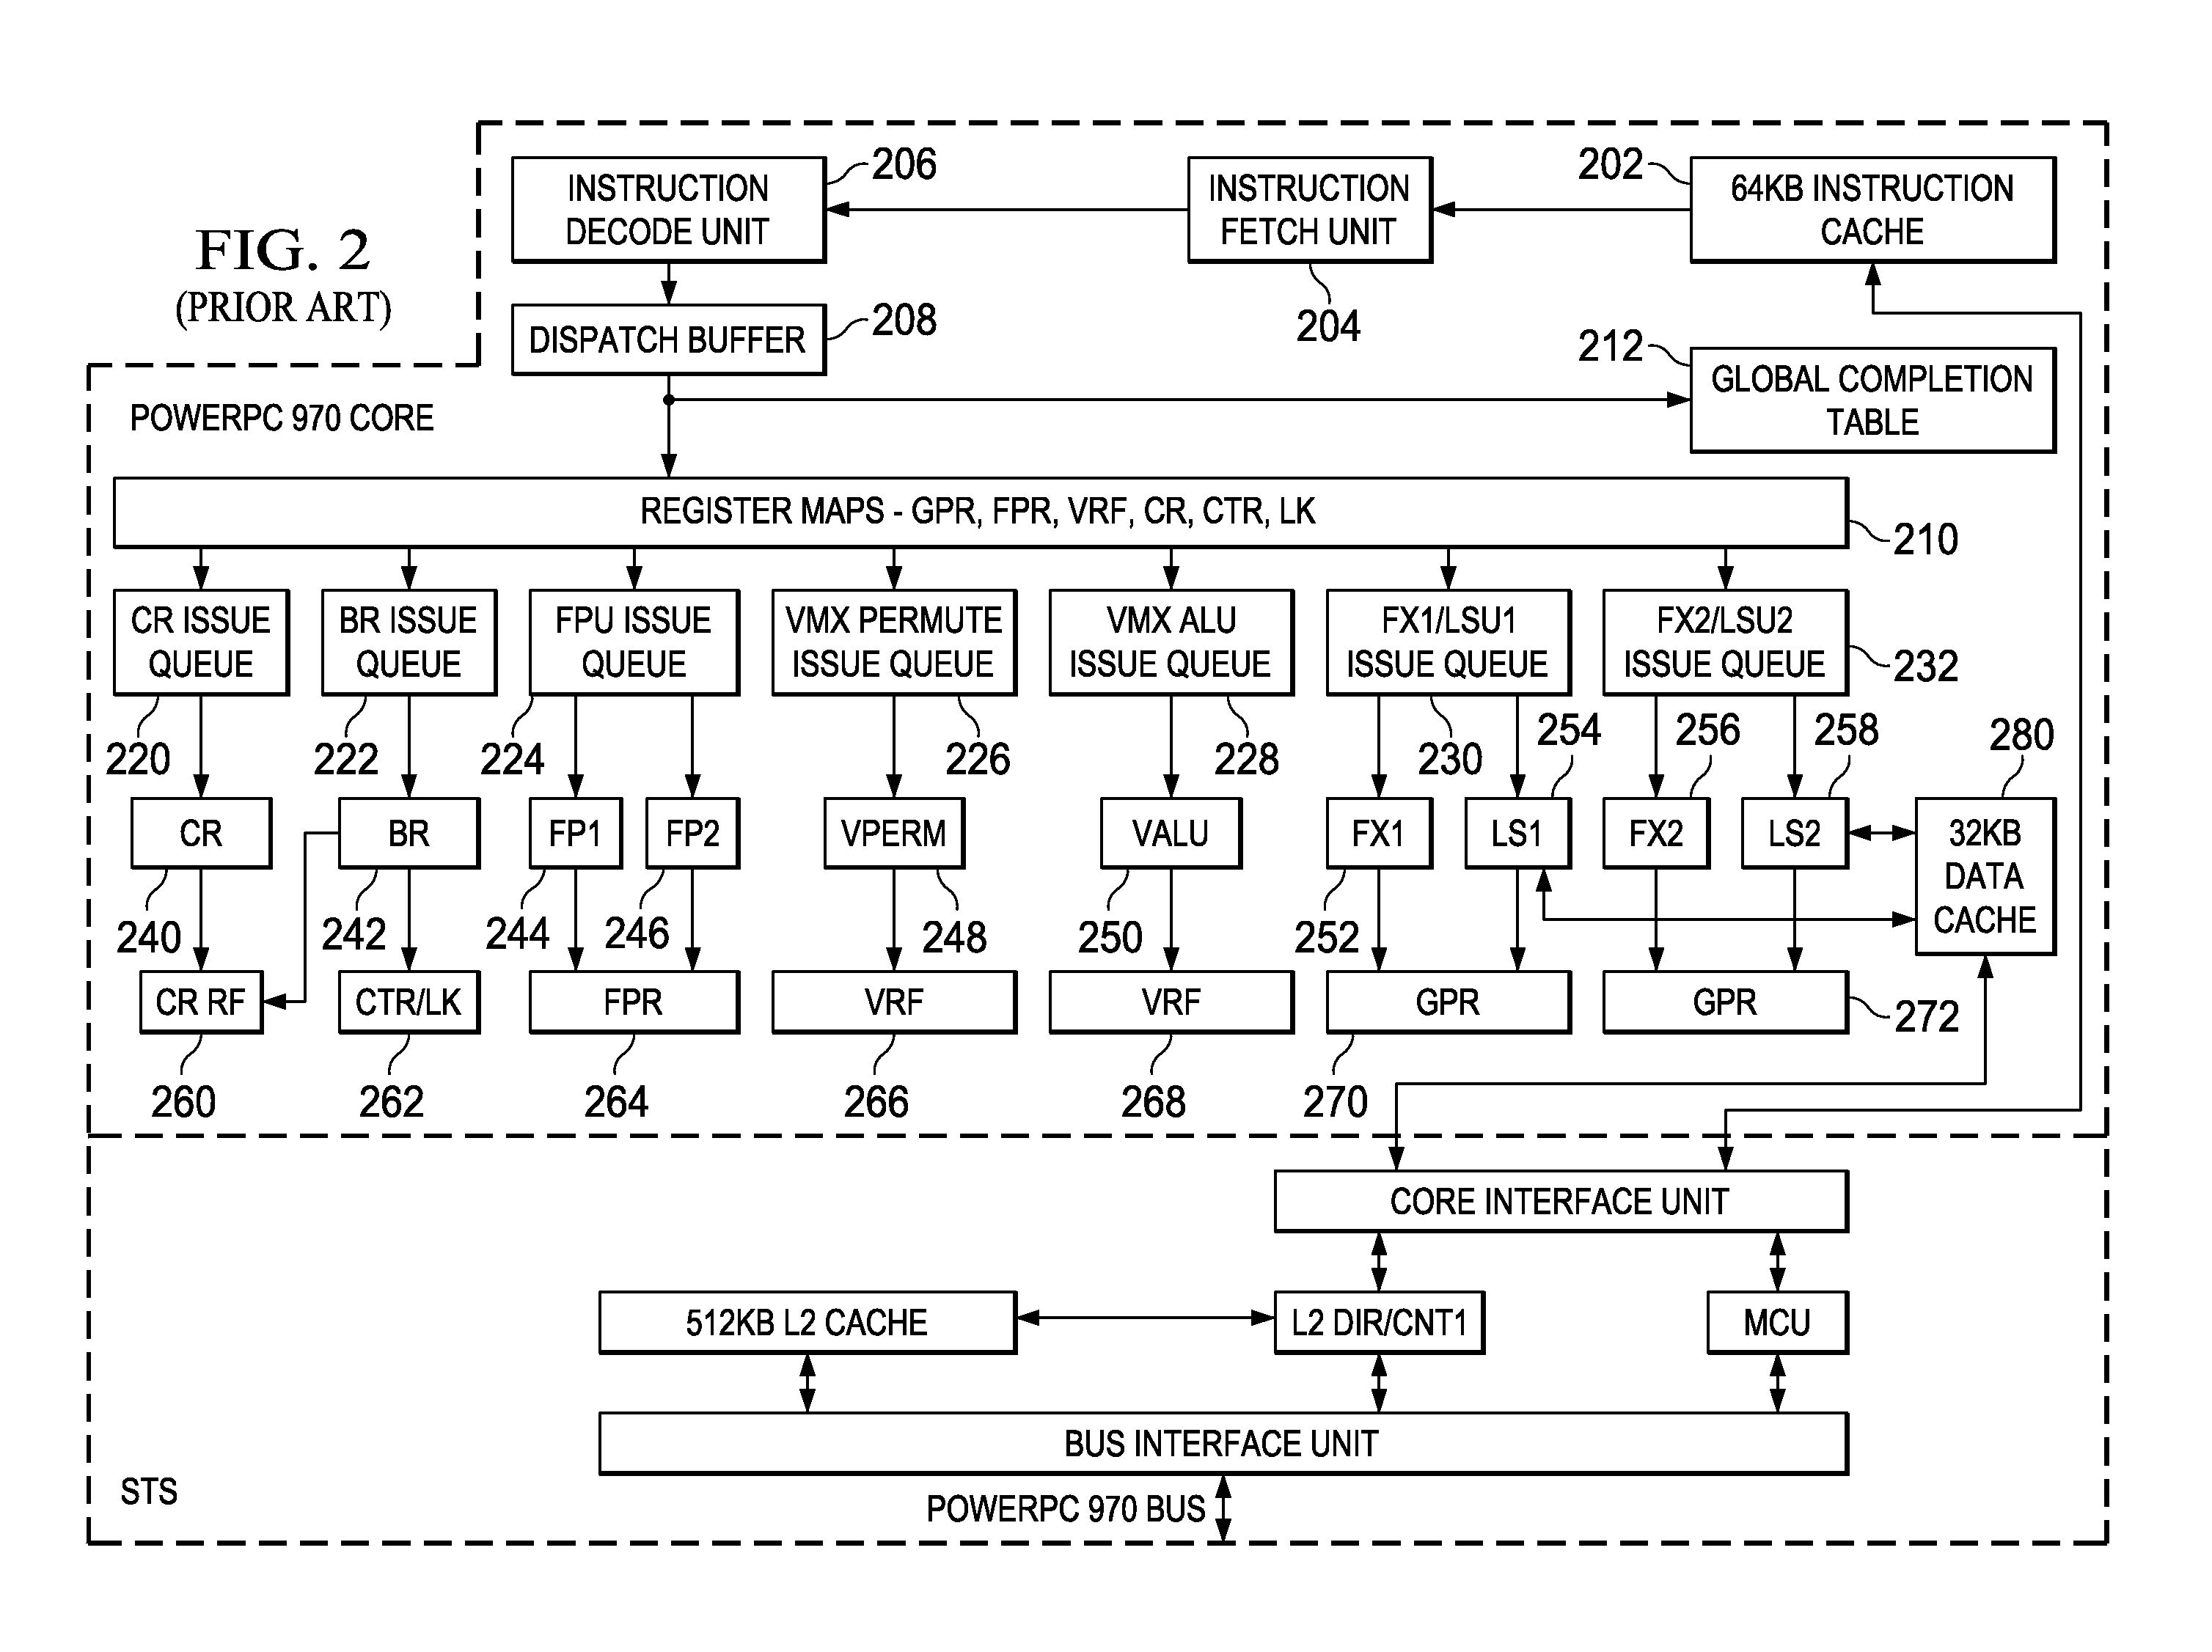 FIG. 2
(PRIOR ART)
206
INSTRUCTION
DECODE UNIT
INSTRUCTION
FETCH UNIT
204
202
64KB INSTRUCTION
CACHE
DISPATCH BUFFER
208
212
GLOBAL COMPLETION
TABLE
POWERPC 970 CORE
REGISTER MAPS - GPR, FPR, VRF, CR, CTR, LK
210
CR ISSUE
QUEUE
BR ISSUE
QUEUE
FPU ISSUE
QUEUE
VMX PERMUTE
ISSUE QUEUE
VMX ALU
ISSUE QUEUE
FX1/LSU1
ISSUE QUEUE
FX2/LSU2
ISSUE QUEUE
232
220
222
224
226
228
230
254
256
258
280
CR
BR
FP1
FP2
VPERM
VALU
FX1
LS1
FX2
LS2
32KB
DATA
CACHE
240
242
244
246
248
250
252
CR RF
CTR/LK
FPR
VRF
VRF
GPR
GPR
272
260
262
264
266
268
270
CORE INTERFACE UNIT
512KB L2 CACHE
L2 DIR/CNT1
MCU
BUS INTERFACE UNIT
STS
POWERPC 970 BUS